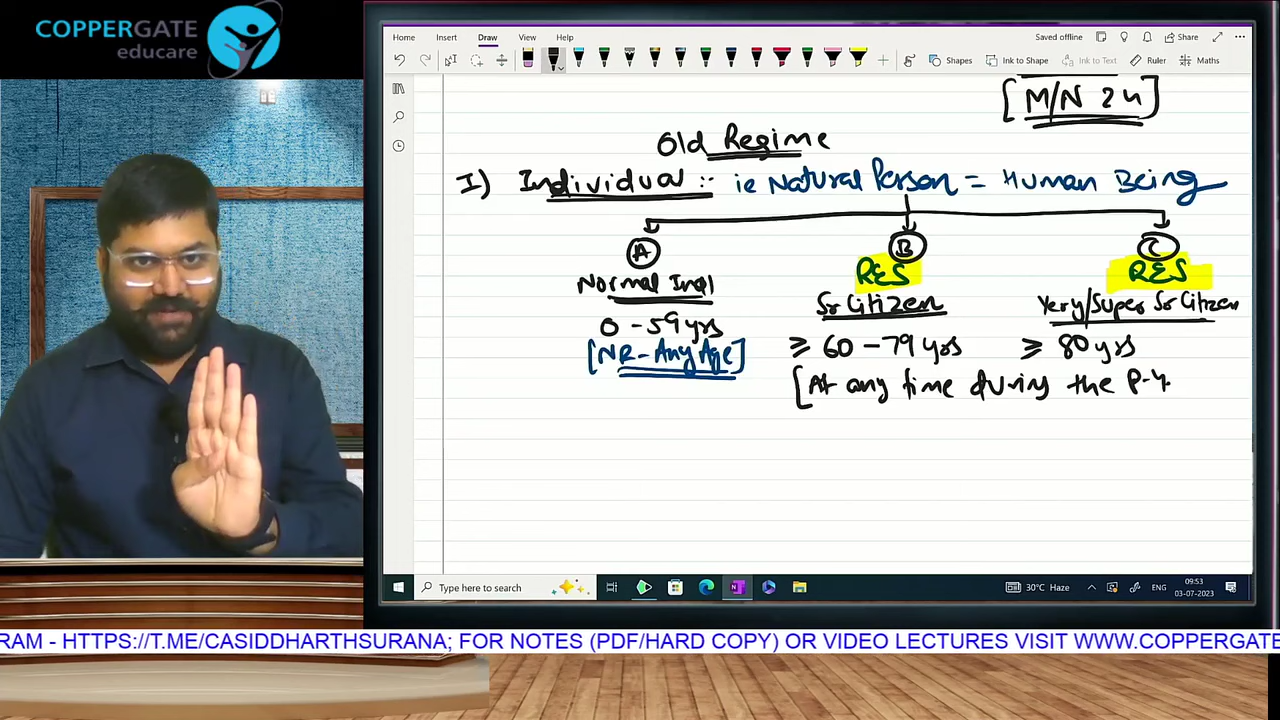 COPPERGATE
educare
Home Insert Draw View Help
Saved offline
Share
Shapes
Ink to Shape
Ink to Text
Ruler
Maths
[M/N 24]
Old Regime
I) Individual :- ie Natural Person = Human Being
A
B
C
RES
RES
Normal Indl
Sr Citizen
Very/Super Sr Citizen
0 - 59 yrs
≥ 60 - 79 yrs
≥ 80 yrs
[NR - Any Age]
[At any time during the P.Y.
Type here to search
30°C Haze
ENG
09:53
03-07-2023
RAM - HTTPS://T.ME/CASIDDHARTHSURANA; FOR NOTES (PDF/HARD COPY) OR VIDEO LECTURES VISIT WWW.COPPERGATE